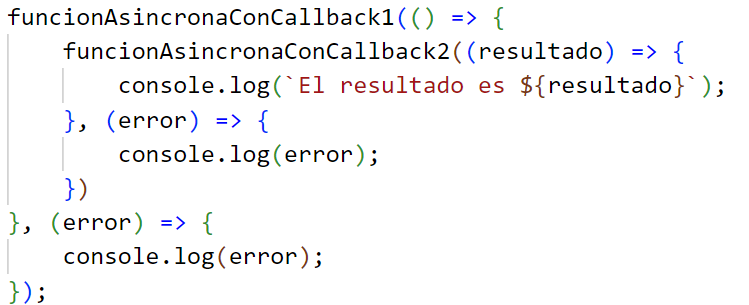 funcionAsincronaConCallback1(() => {
    funcionAsincronaConCallback2((resultado) => {
        console.log(`El resultado es ${resultado}`);
    }, (error) => {
        console.log(error);
    })
}, (error) => {
    console.log(error);
});